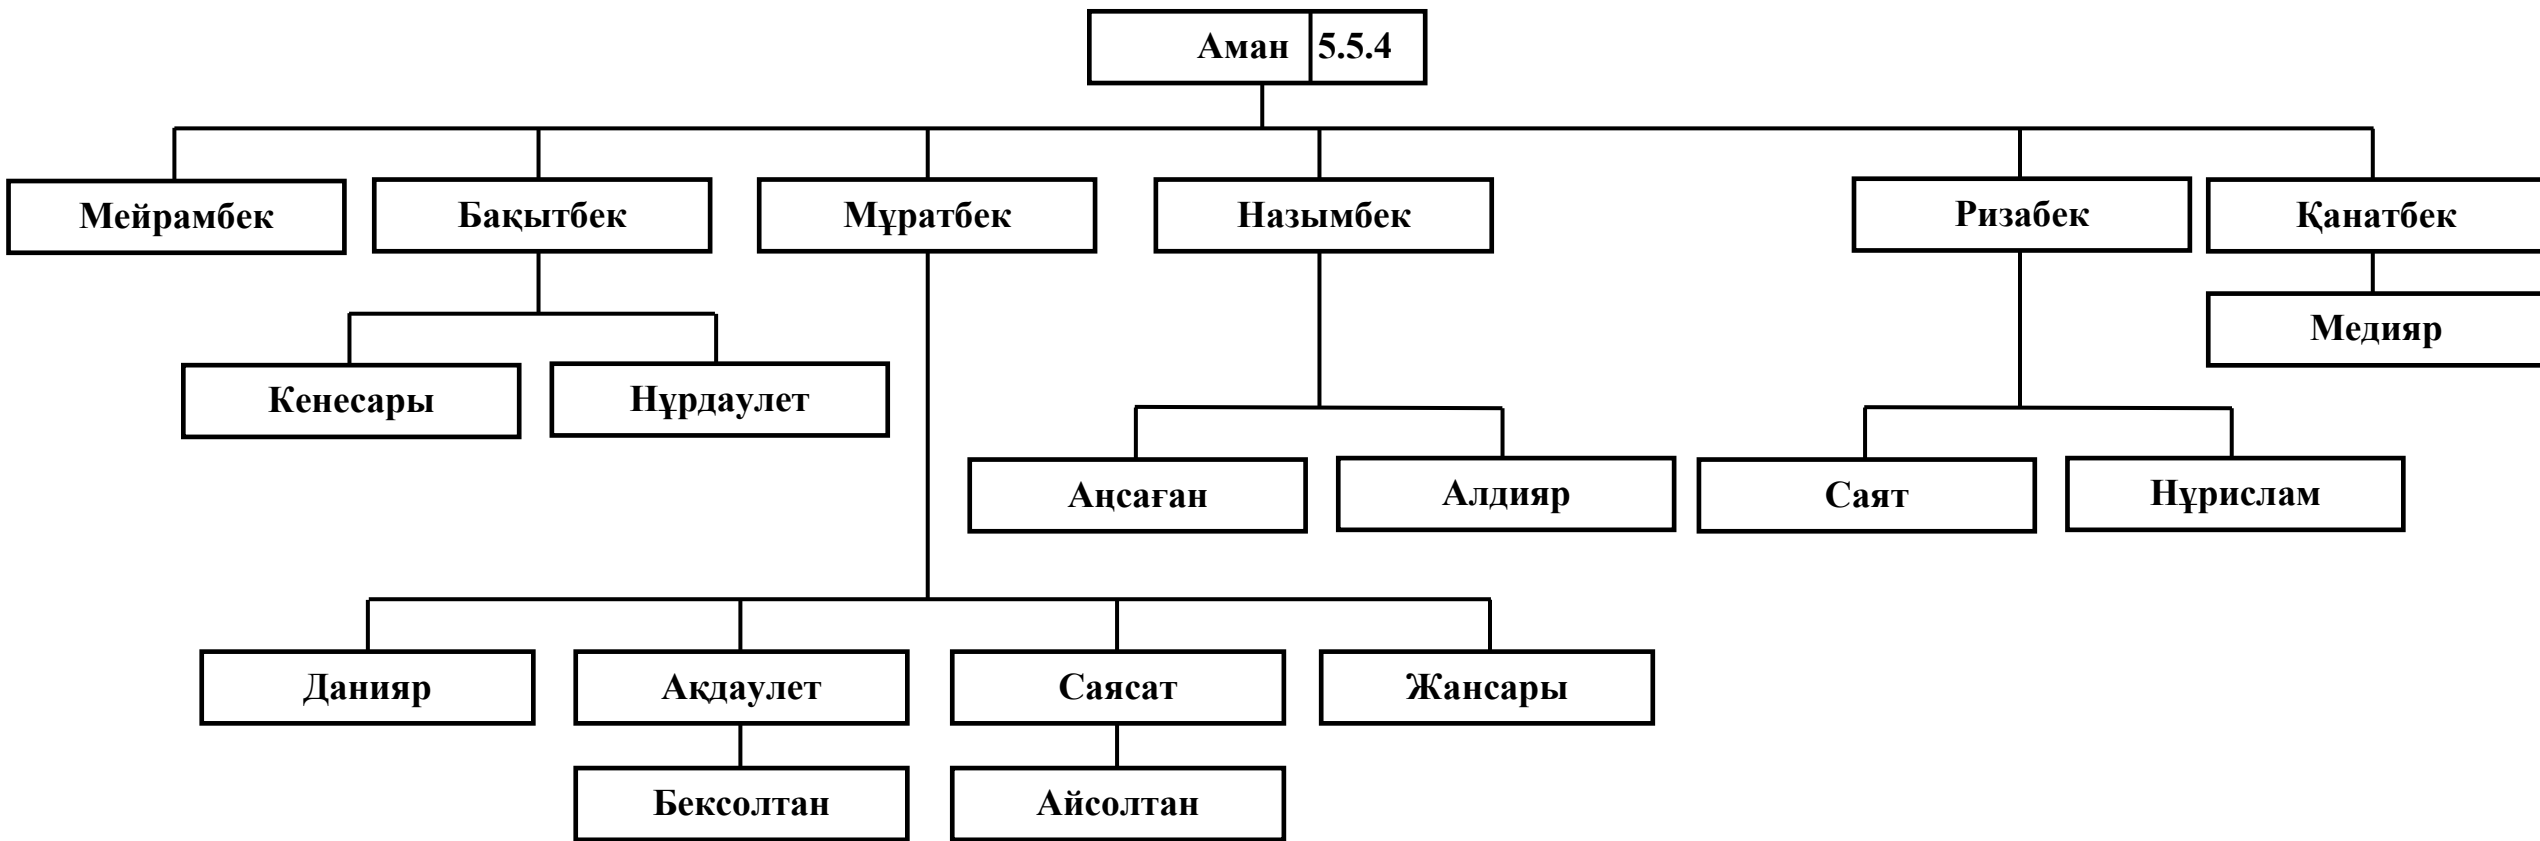 Аман 5.5.4
Мейрамбек
Бақытбек
Мұратбек
Назымбек
Ризабек
Қанатбек
Медияр
Кенесары
Нұрдаулет
Аңсаған
Алдияр
Саят
Нұрислам
Данияр
Ақдаулет
Саясат
Жансары
Бексолтан
Айсолтан